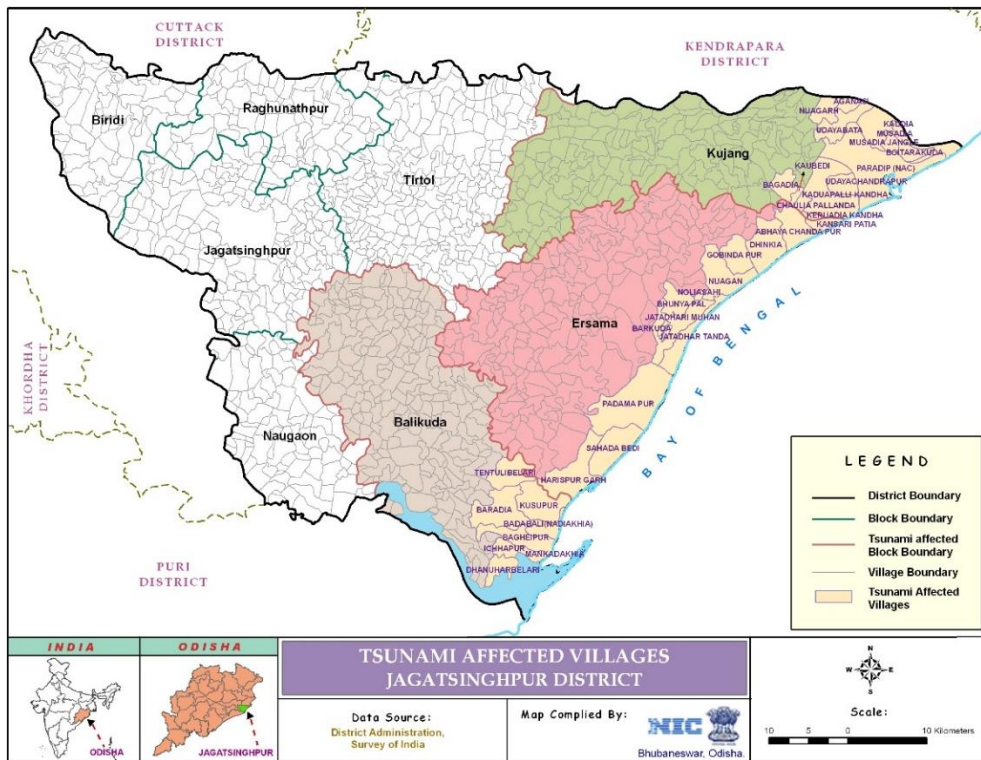 CUTTACK
DISTRICT
KENDRAPARA
DISTRICT
Biridi
Raghunathpur
Tirtol
Kujang
Jagatsinghpur
Ersama
Balikuda
Naugaon
KHORDHA
DISTRICT
PURI
DISTRICT
NUAGARH
UDAYABATA
KAUBEDI
MUSADIA
MUSADIA JANGLE
BOITARAKUDA
PARADIP (NAC)
BAGADIA
UDAYACHANDRAPUR
KADUAPALLI KANDHA
CHAULIA PALLANDA
KERUADIA KANDHA
KANSARI PATIA
ABHAYA CHANDA PUR
DHINKIA
GOBINDA PUR
NUAGAN
NOLIASAHI
BHUNYA PAL
JATADHARI MUHAN
BARKUDA
JATADHAR TANDA
PADAMA PUR
SAHADA BEDI
TENTULIBELARI
HARISPUR GARH
BARADIA
KUSUPUR
BADABALI(NADIAKHIA)
BAGHEIPUR
ICHHAPUR
MANKADAKHIA
DHANUHARBELARI
BAY OF BENGAL
LEGEND
District Boundary
Block Boundary
Tsunami affected
Block Boundary
Village Boundary
Tsunami Affected
Villages
INDIA
ODISHA
ODISHA
JAGATSINGHPUR
TSUNAMI AFFECTED VILLAGES
JAGATSINGHPUR DISTRICT
Data Source:
District Administration,
Survey of India
Map Complied By:
NIC
Bhubaneswar, Odisha.
N
W E
S
Scale:
10 5 0 10 Kilometers